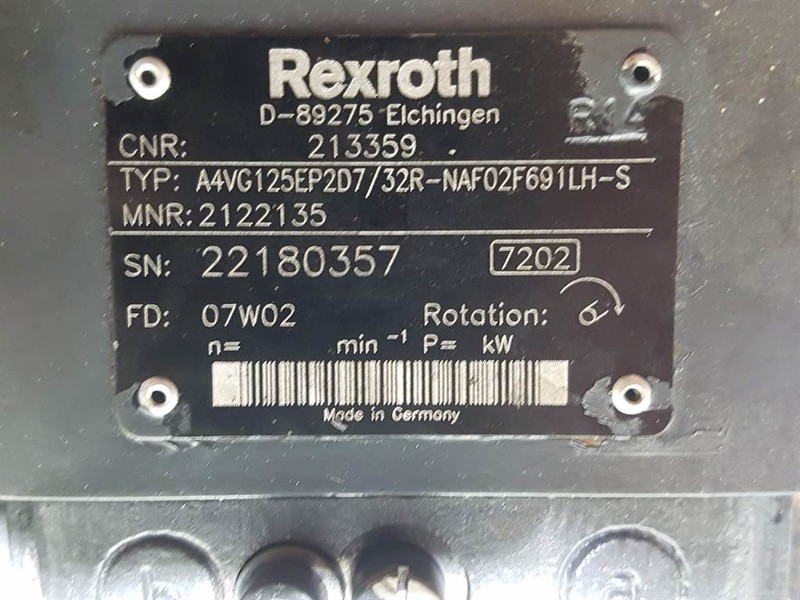 Rexroth
D-89275 Elchingen
CNR: 213359
TYP: A4VG125EP2D7/32R-NAF02F691LH-S
MNR: 2122135
SN: 22180357 7202
FD: 07W02 Rotation:
n= min⁻¹ P= kW
Made in Germany